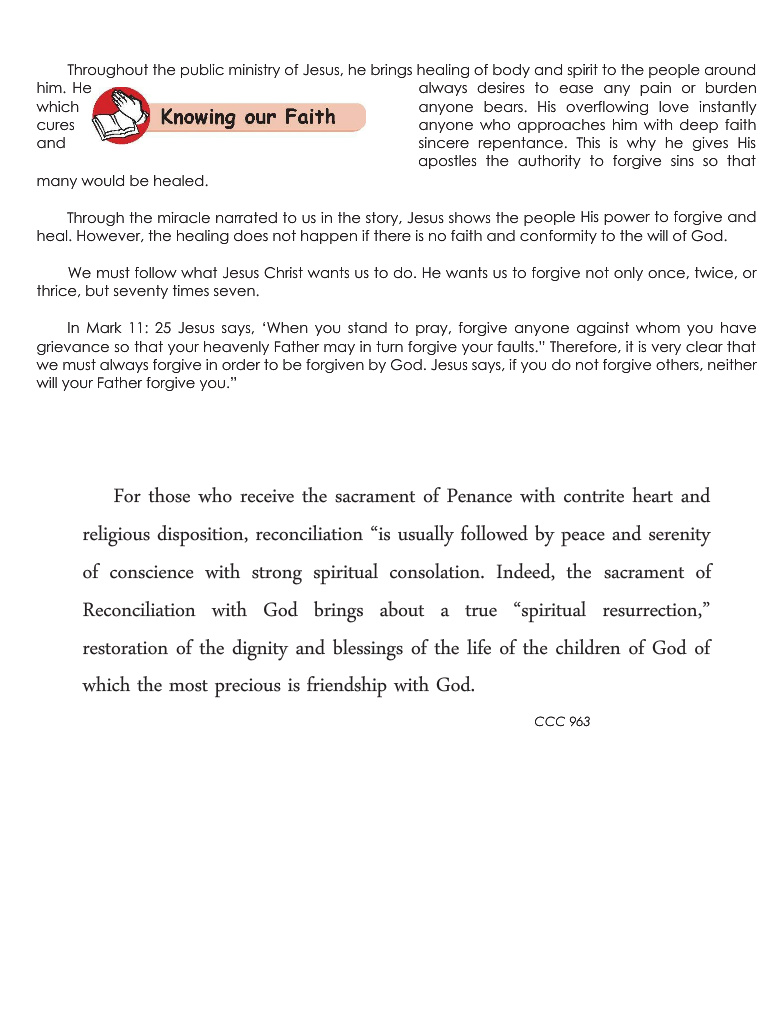 Throughout the public ministry of Jesus, he brings healing of body and spirit to the people around
him. He always desires to ease any pain or burden
which anyone bears. His overflowing love instantly
cures anyone who approaches him with deep faith
and sincere repentance. This is why he gives His
apostles the authority to forgive sins so that
many would be healed.
Knowing our Faith
Through the miracle narrated to us in the story, Jesus shows the people His power to forgive and
heal. However, the healing does not happen if there is no faith and conformity to the will of God.
We must follow what Jesus Christ wants us to do. He wants us to forgive not only once, twice, or
thrice, but seventy times seven.
In Mark 11: 25 Jesus says, ‘When you stand to pray, forgive anyone against whom you have
grievance so that your heavenly Father may in turn forgive your faults.” Therefore, it is very clear that
we must always forgive in order to be forgiven by God. Jesus says, if you do not forgive others, neither
will your Father forgive you.”
For those who receive the sacrament of Penance with contrite heart and
religious disposition, reconciliation “is usually followed by peace and serenity
of conscience with strong spiritual consolation. Indeed, the sacrament of
Reconciliation with God brings about a true “spiritual resurrection,”
restoration of the dignity and blessings of the life of the children of God of
which the most precious is friendship with God.
CCC 963